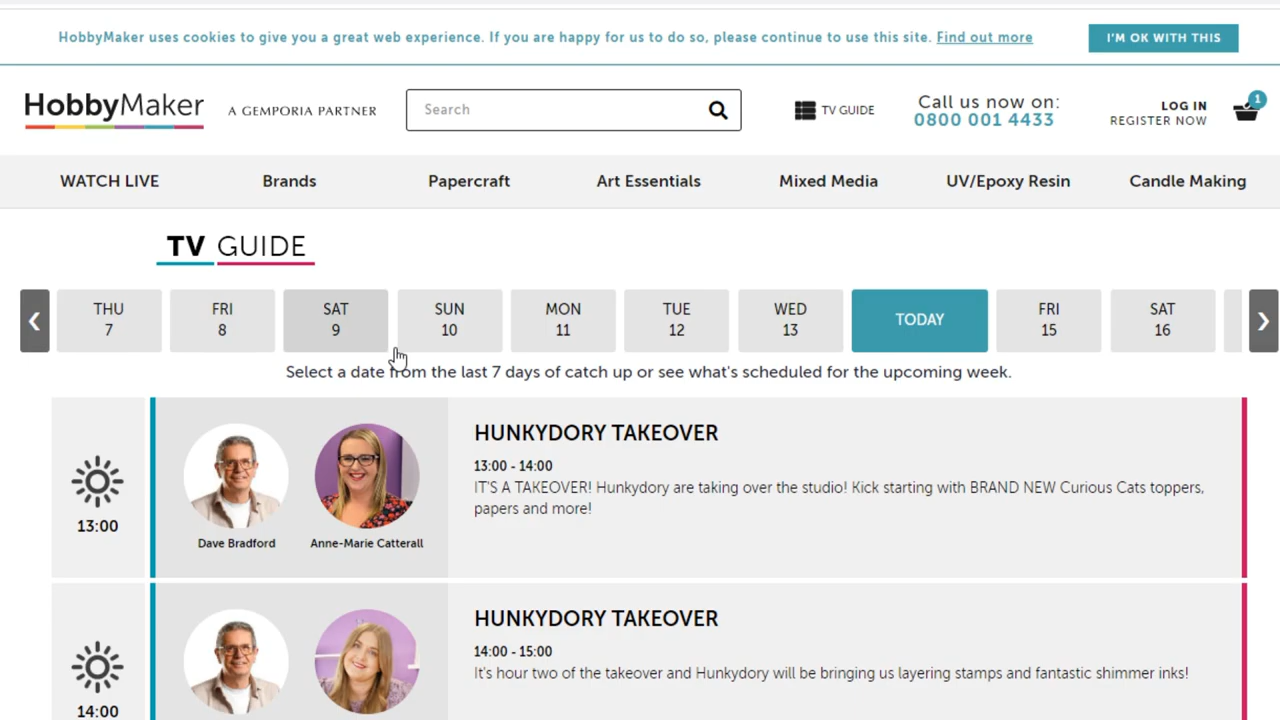 HobbyMaker uses cookies to give you a great web experience. If you are happy for us to do so, please continue to use this site. Find out more
I'M OK WITH THIS
HobbyMaker
A GEMPORIA PARTNER
Search
TV GUIDE
Call us now on:
0800 001 4433
LOG IN
REGISTER NOW
1
WATCH LIVE
Brands
Papercraft
Art Essentials
Mixed Media
UV/Epoxy Resin
Candle Making
TV GUIDE
THU
7
FRI
8
SAT
9
SUN
10
MON
11
TUE
12
WED
13
TODAY
FRI
15
SAT
16
Select a date from the last 7 days of catch up or see what's scheduled for the upcoming week.
13:00
Dave Bradford
Anne-Marie Catterall
HUNKYDORY TAKEOVER
13:00 - 14:00
IT'S A TAKEOVER! Hunkydory are taking over the studio! Kick starting with BRAND NEW Curious Cats toppers,
papers and more!
14:00
HUNKYDORY TAKEOVER
14:00 - 15:00
It's hour two of the takeover and Hunkydory will be bringing us layering stamps and fantastic shimmer inks!